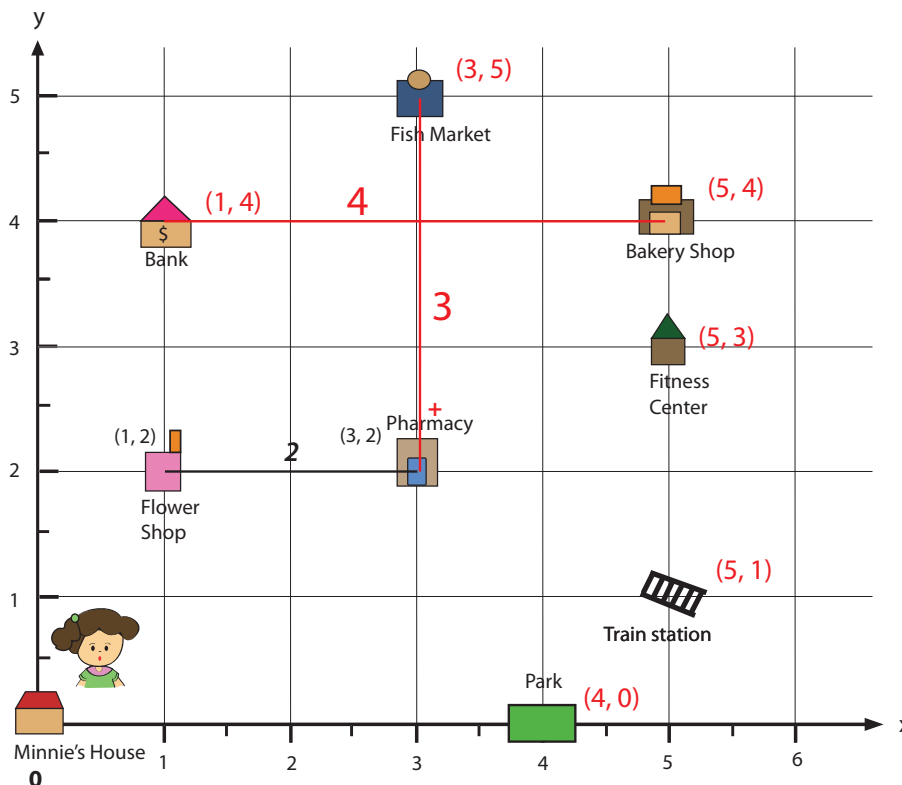 y
5
(3, 5)
Fish Market
4
(1, 4)
4
(5, 4)
$
Bank
Bakery Shop
3
3
(5, 3)
Fitness
Center
+
Pharmacy
(1, 2)
2
(3, 2)
2
Flower
Shop
(5, 1)
1
Train station
Park
(4, 0)
x
Minnie's House
0
1
2
3
4
5
6